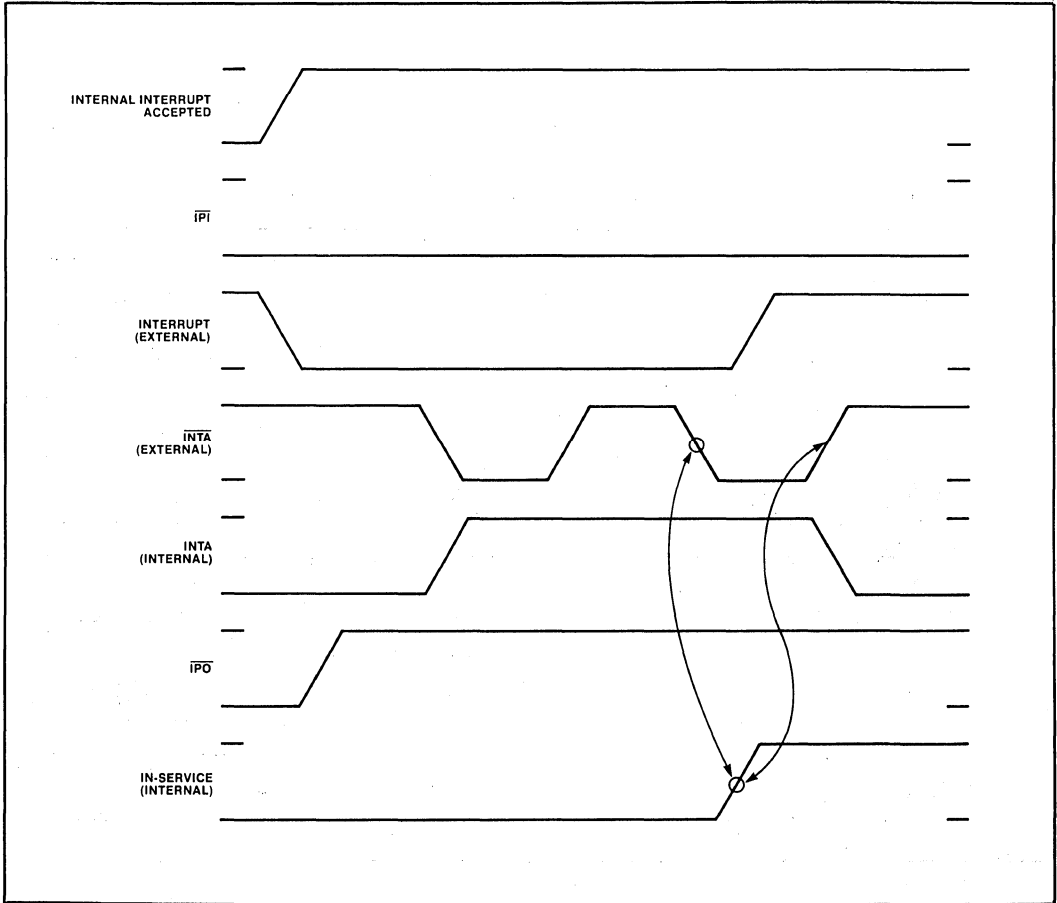 INTERNAL INTERRUPT
ACCEPTED
IPI
INTERRUPT
(EXTERNAL)
INTA
(EXTERNAL)
INTA
(INTERNAL)
IPO
IN-SERVICE
(INTERNAL)